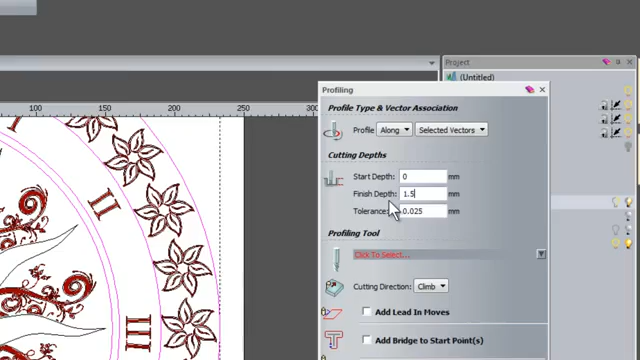 Project
(Untitled)
Profiling
Profile Type & Vector Association
Profile Along Selected Vectors
Cutting Depths
Start Depth: 0 mm
Finish Depth: 1.5 mm
Tolerance: 0.025 mm
Profiling Tool
Click To Select...
Cutting Direction: Climb
Add Lead In Moves
Add Bridge to Start Point(s)
100 150 200 250 300
I
II
III